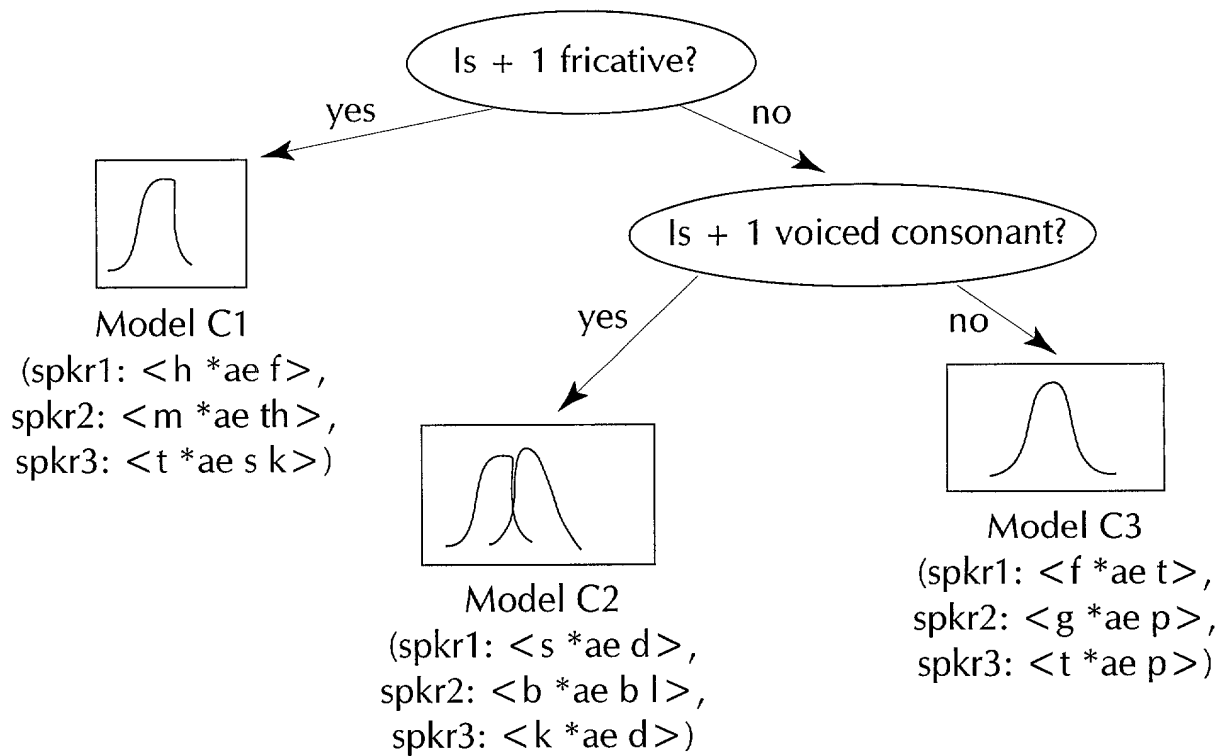 Is + 1 fricative?
yes
no
Is + 1 voiced consonant?
Model C1
(spkr1: <h *ae f>,
spkr2: <m *ae th>,
spkr3: <t *ae s k>)
yes
no
Model C2
(spkr1: <s *ae d>,
spkr2: <b *ae b l>,
spkr3: <k *ae d>)
Model C3
(spkr1: <f *ae t>,
spkr2: <g *ae p>,
spkr3: <t *ae p>)